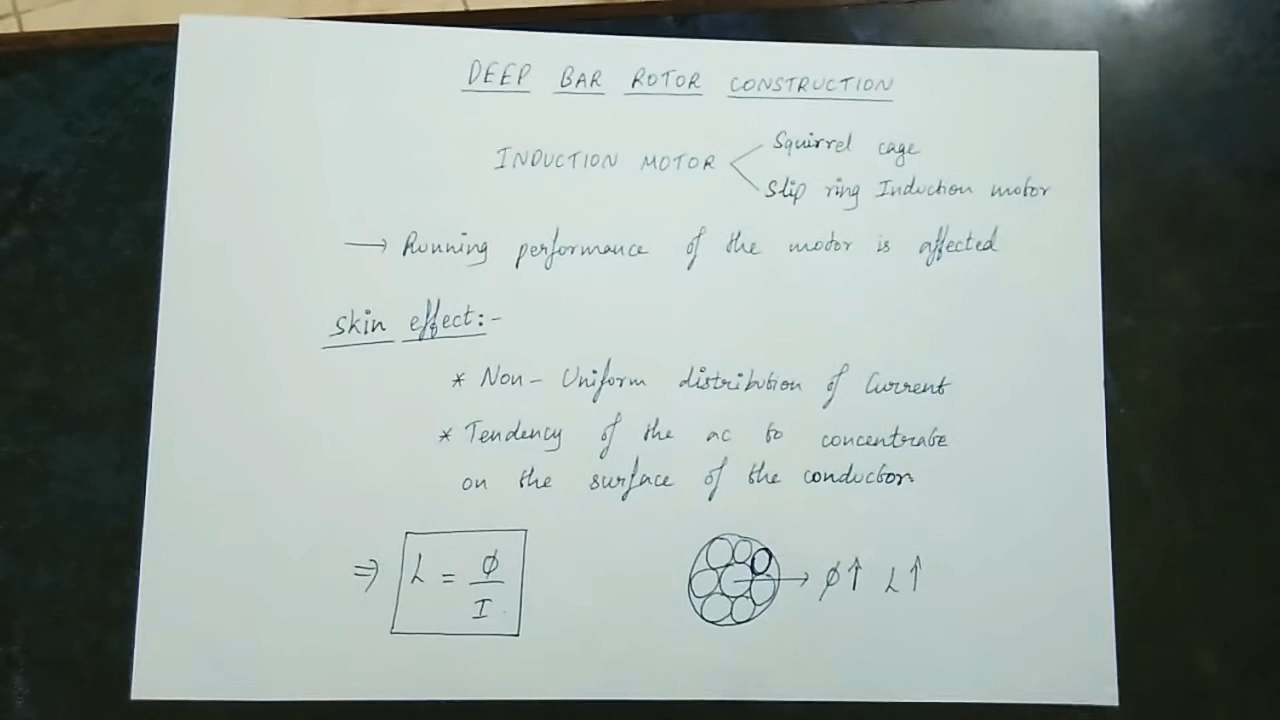 DEEP BAR ROTOR CONSTRUCTION
INDUCTION MOTOR < Squirrel cage
Slip ring Induction motor
→ Running performance of the motor is affected
Skin effect:-
* Non- Uniform distribution of Current
* Tendency of the ac to concentrate
on the surface of the conductor.
⇒ L = φ / I
φ↑ L↑